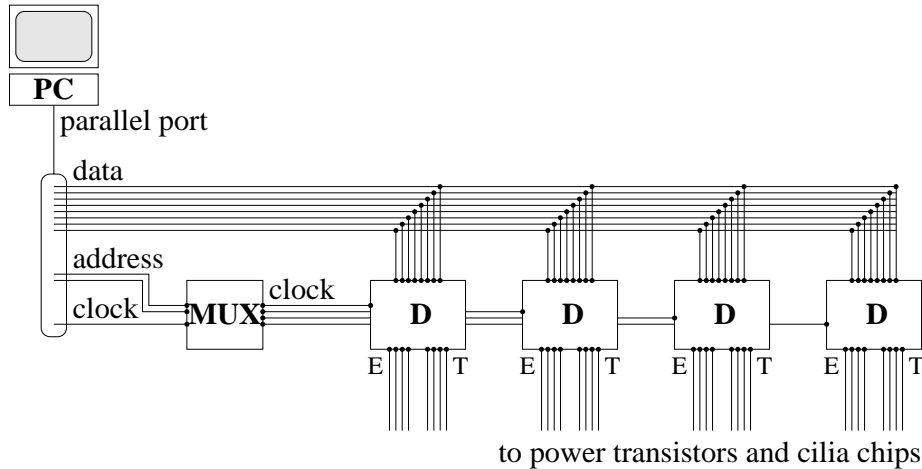 PC
parallel port
data
address
clock
MUX
clock
D
D
D
D
E
T
E
T
E
T
E
T
to power transistors and cilia chips